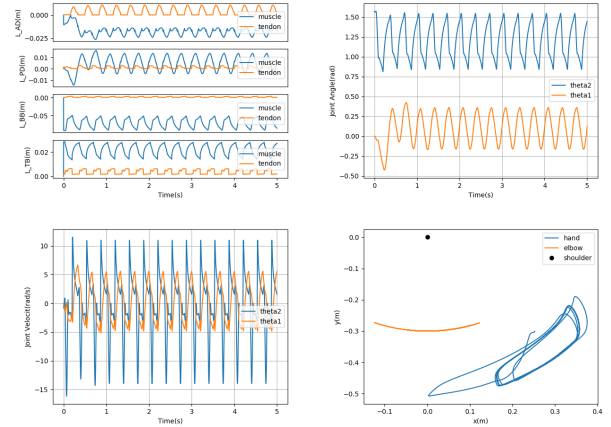 L_AD(m)
0.000
−0.025
muscle
tendon
L_PD(m)
0.01
0.00
−0.01
muscle
tendon
L_BB(m)
0.00
−0.05
muscle
tendon
L_TB(m)
0.02
0.00
muscle
tendon
0 1 2 3 4 5
Time(s)
Joint Angle(rad)
1.50
1.25
1.00
0.75
0.50
0.25
0.00
−0.25
−0.50
theta2
theta1
0 1 2 3 4 5
Time(s)
Joint Velocit(rad/s)
10
5
0
−5
−10
−15
theta2
theta1
0 1 2 3 4 5
Time(s)
y(m)
0.0
−0.1
−0.2
−0.3
−0.4
−0.5
hand
elbow
shoulder
−0.1 0.0 0.1 0.2 0.3 0.4
x(m)